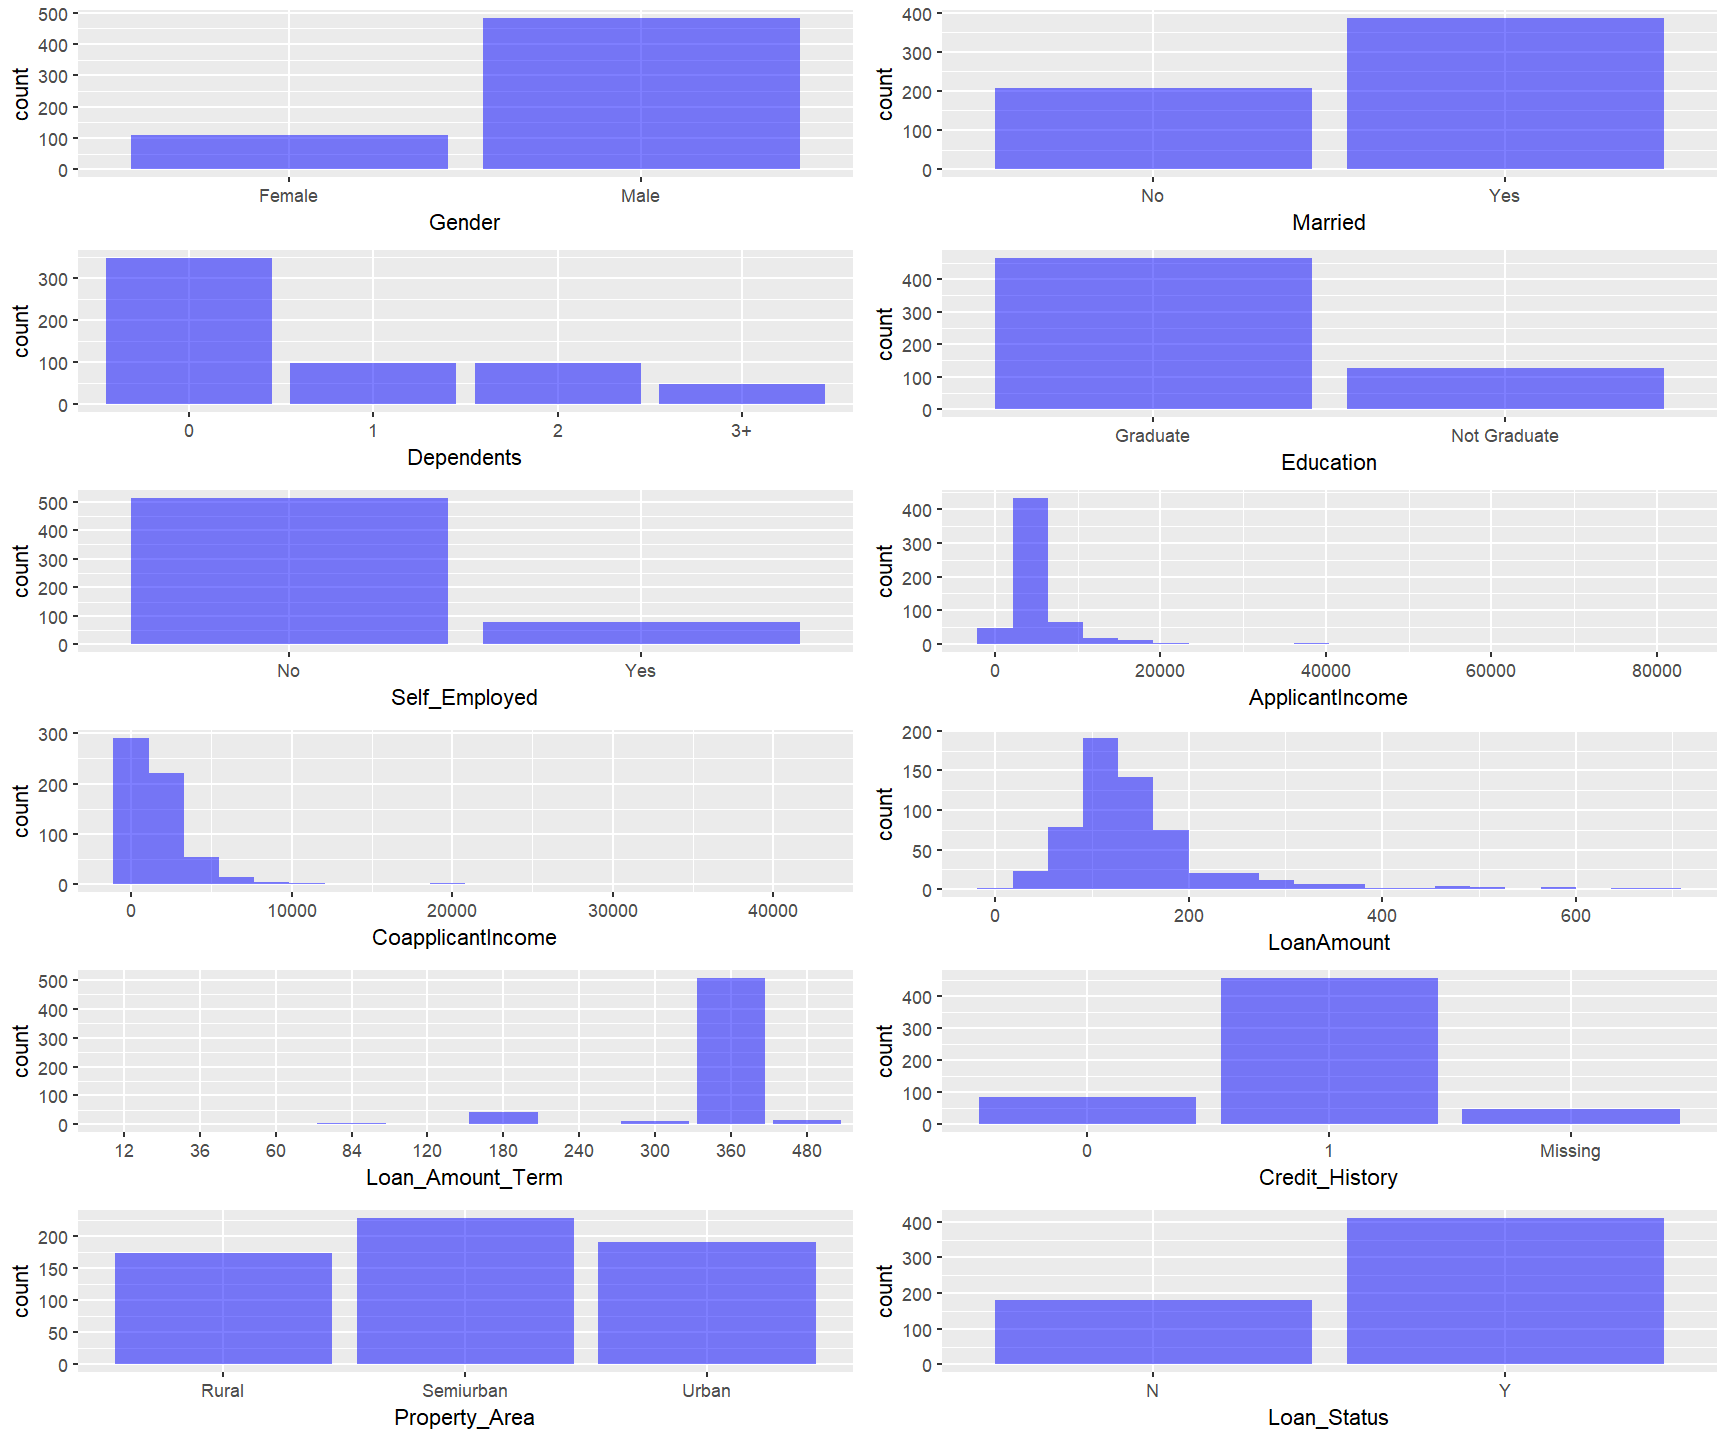 count
500
400
300
200
100
0
Female Male
Gender
count
400
300
200
100
0
No Yes
Married
count
300
200
100
0
0 1 2 3+
Dependents
count
400
300
200
100
0
Graduate Not Graduate
Education
count
500
400
300
200
100
0
No Yes
Self_Employed
count
400
300
200
100
0
0 20000 40000 60000 80000
ApplicantIncome
count
300
200
100
0
0 10000 20000 30000 40000
CoapplicantIncome
count
200
150
100
50
0
0 200 400 600
LoanAmount
count
500
400
300
200
100
0
12 36 60 84 120 180 240 300 360 480
Loan_Amount_Term
count
400
300
200
100
0
0 1 Missing
Credit_History
count
200
150
100
50
0
Rural Semiurban Urban
Property_Area
count
400
300
200
100
0
N Y
Loan_Status